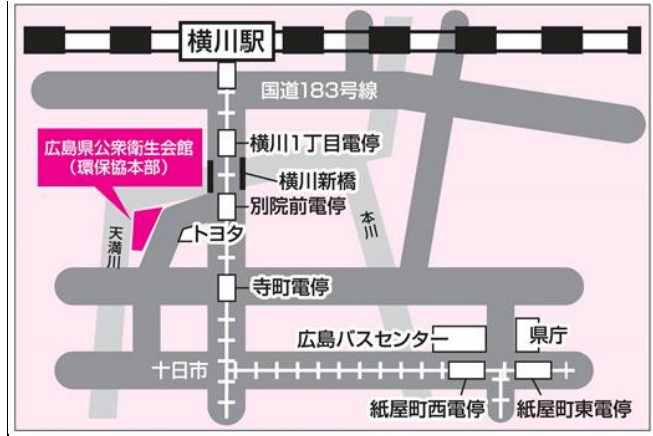 横川駅
国道183号線
広島県公衆衛生会館
（環保協本部）
横川1丁目電停
横川新橋
別院前電停
トヨタ
天満川
本川
寺町電停
広島バスセンター
県庁
十日市
紙屋町西電停
紙屋町東電停